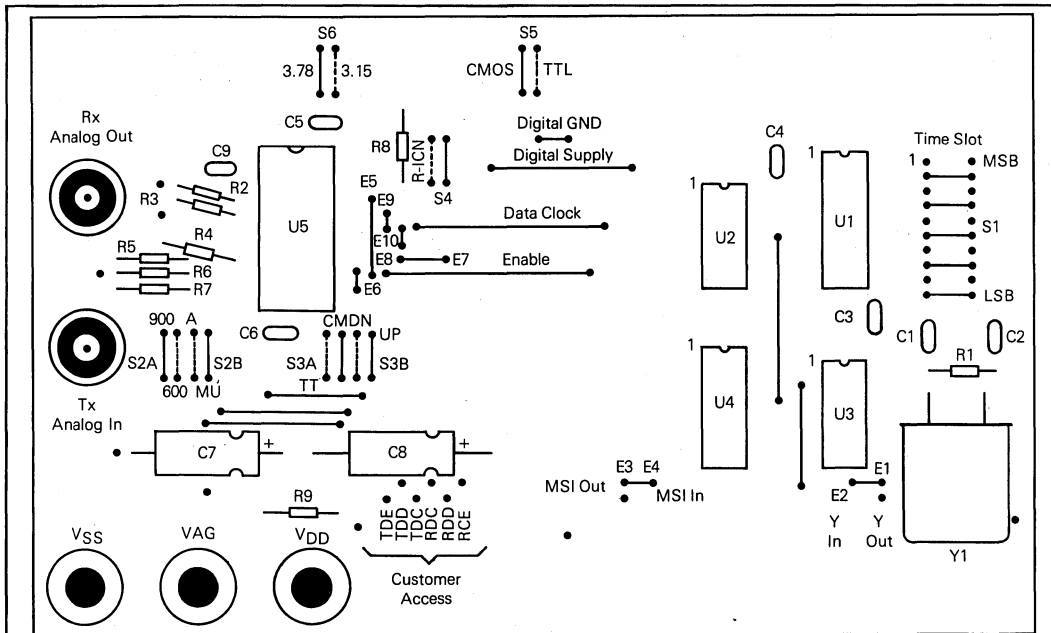 S6
S5
3.78 3.15
CMOS TTL
Rx
Analog Out
C5
R8
R-ICN
S4
Digital GND
Digital Supply
C4
Time Slot
1 MSB
C9
R2
R3
U5
E5
E9
E10
Data Clock
1
U2
1
U1
S1
R4
R5
R6
R7
E8 E7
Enable
E6
LSB
900 A
C6
CMDN UP
C3
C1
C2
S2A
S2B
S3A
S3B
600 MÚ
TT
1
U4
1
U3
R1
Tx
Analog In
C7 +
C8 +
E3 E4
MSI Out
MSI In
E1
E2
Y
In
Y
Out
Y1
R9
TDE
TDD
TDC
RDC
RDD
RCE
Customer
Access
VSS
VAG
VDD